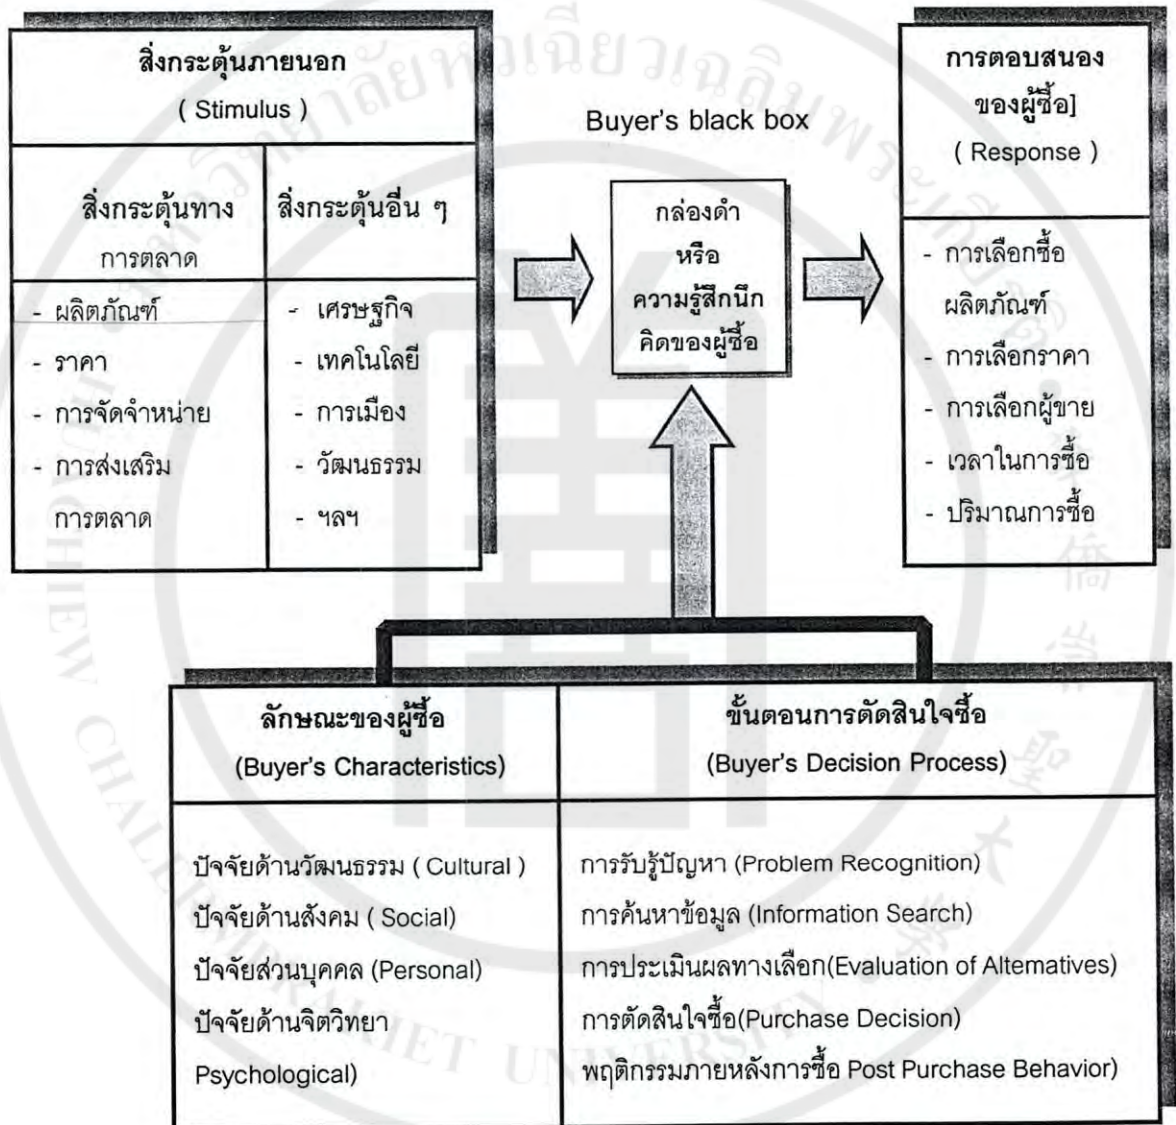 สิ่งกระตุ้นภายนอก
( Stimulus )
สิ่งกระตุ้นทาง
การตลาด
- ผลิตภัณฑ์
- ราคา
- การจัดจำหน่าย
- การส่งเสริม
การตลาด
สิ่งกระตุ้นอื่น ๆ
- เศรษฐกิจ
- เทคโนโลยี
- การเมือง
- วัฒนธรรม
- ฯลฯ
Buyer's black box
กล่องดำ
หรือ
ความรู้สึกนึก
คิดของผู้ซื้อ
การตอบสนอง
ของผู้ซื้อ]
( Response )
- การเลือกซื้อ
ผลิตภัณฑ์
- การเลือกราคา
- การเลือกผู้ขาย
- เวลาในการซื้อ
- ปริมาณการซื้อ
ลักษณะของผู้ซื้อ
(Buyer's Characteristics)
ปัจจัยด้านวัฒนธรรม ( Cultural )
ปัจจัยด้านสังคม ( Social)
ปัจจัยส่วนบุคคล (Personal)
ปัจจัยด้านจิตวิทยา
Psychological)
ขั้นตอนการตัดสินใจซื้อ
(Buyer's Decision Process)
การรับรู้ปัญหา (Problem Recognition)
การค้นหาข้อมูล (Information Search)
การประเมินผลทางเลือก(Evaluation of Alternatives)
การตัดสินใจซื้อ(Purchase Decision)
พฤติกรรมภายหลังการซื้อ Post Purchase Behavior)